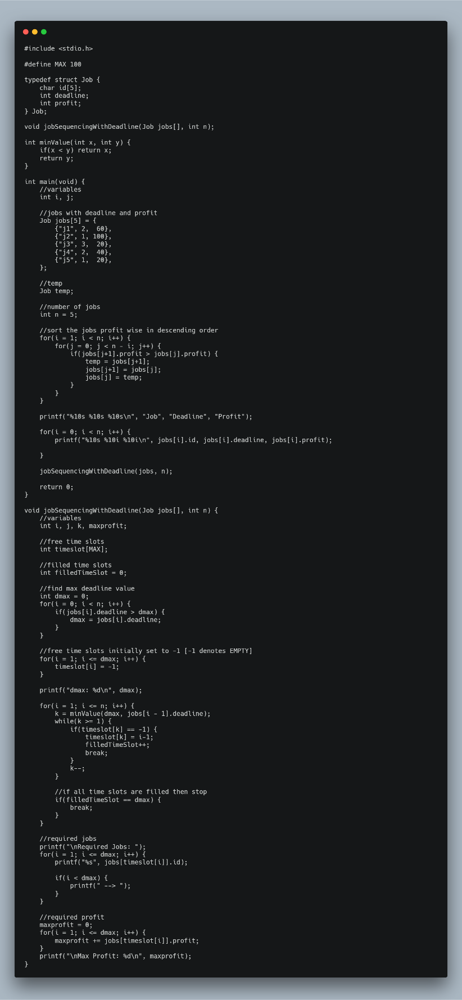 #include <stdio.h>

#define MAX 100

typedef struct Job {
    char id[5];
    int deadline;
    int profit;
} Job;

void jobSequencingWithDeadline(Job jobs[], int n);

int minValue(int x, int y) {
    if(x < y) return x;
    return y;
}

int main(void) {
    //variables
    int i, j;

    //jobs with deadline and profit
    Job jobs[5] = {
        {"j1", 2,  60},
        {"j2", 1, 100},
        {"j3", 3,  20},
        {"j4", 2,  40},
        {"j5", 1,  20},
    };

    //temp
    Job temp;

    //number of jobs
    int n = 5;

    //sort the jobs profit wise in descending order
    for(i = 1; i < n; i++) {
        for(j = 0; j < n - i; j++) {
            if(jobs[j+1].profit > jobs[j].profit) {
                temp = jobs[j+1];
                jobs[j+1] = jobs[j];
                jobs[j] = temp;
            }
        }
    }

    printf("%10s %10s %10s\n", "Job", "Deadline", "Profit");

    for(i = 0; i < n; i++) {
        printf("%10s %10i %10i\n", jobs[i].id, jobs[i].deadline, jobs[i].profit);

    }

    jobSequencingWithDeadline(jobs, n);

    return 0;
}

void jobSequencingWithDeadline(Job jobs[], int n) {
    //variables
    int i, j, k, maxprofit;

    //free time slots
    int timeslot[MAX];

    //filled time slots
    int filledTimeSlot = 0;

    //find max deadline value
    int dmax = 0;
    for(i = 0; i < n; i++) {
        if(jobs[i].deadline > dmax) {
            dmax = jobs[i].deadline;
        }
    }

    //free time slots initially set to -1 [-1 denotes EMPTY]
    for(i = 1; i <= dmax; i++) {
        timeslot[i] = -1;
    }

    printf("dmax: %d\n", dmax);

    for(i = 1; i <= n; i++) {
        k = minValue(dmax, jobs[i - 1].deadline);
        while(k >= 1) {
            if(timeslot[k] == -1) {
                timeslot[k] = i-1;
                filledTimeSlot++;
                break;
            }
            k--;
        }

        //if all time slots are filled then stop
        if(filledTimeSlot == dmax) {
            break;
        }
    }

    //required jobs
    printf("\nRequired Jobs: ");
    for(i = 1; i <= dmax; i++) {
        printf("%s", jobs[timeslot[i]].id);

        if(i < dmax) {
            printf(" --> ");
        }
    }

    //required profit
    maxprofit = 0;
    for(i = 1; i <= dmax; i++) {
        maxprofit += jobs[timeslot[i]].profit;
    }
    printf("\nMax Profit: %d\n", maxprofit);
}